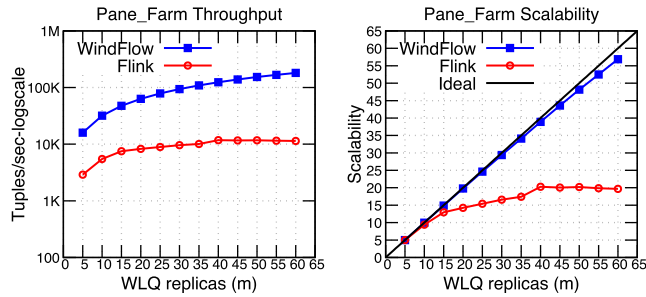 Pane_Farm Throughput
Tuples/sec-logscale
1M
100K
10K
1K
100
WindFlow
Flink
0 5 10 15 20 25 30 35 40 45 50 55 60 65
WLQ replicas (m)
Pane_Farm Scalability
Scalability
65
60
55
50
45
40
35
30
25
20
15
10
5
0
WindFlow
Flink
Ideal
0 5 10 15 20 25 30 35 40 45 50 55 60 65
WLQ replicas (m)